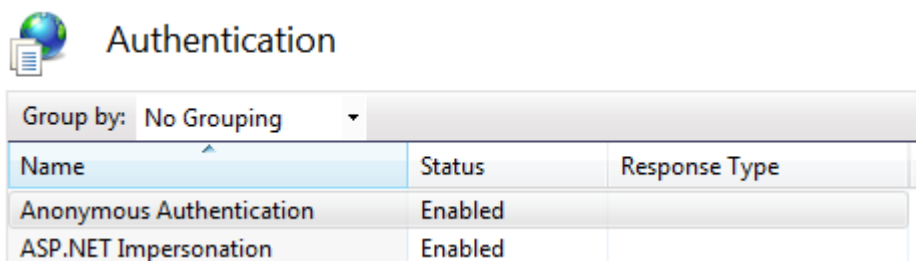 Authentication
Group by: No Grouping
Name Status Response Type
Anonymous Authentication Enabled
ASP.NET Impersonation Enabled